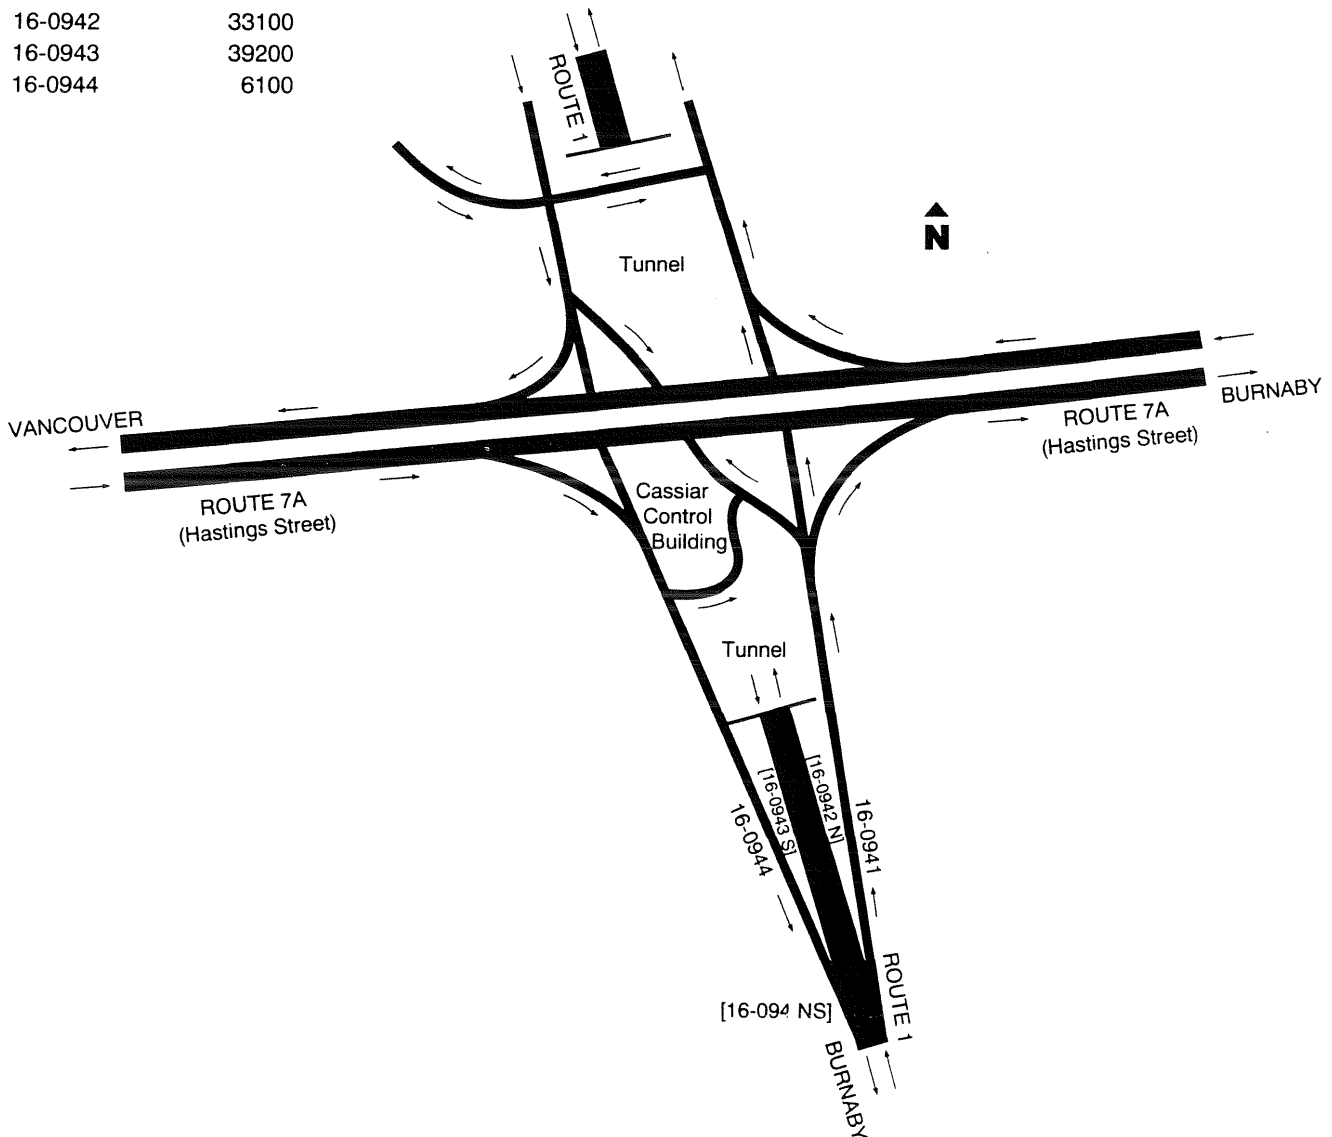 16-0942 33100
16-0943 39200
16-0944 6100
ROUTE 1
N
Tunnel
VANCOUVER
BURNABY
ROUTE 7A
(Hastings Street)
ROUTE 7A
(Hastings Street)
Cassiar
Control
Building
Tunnel
16-0944
[16-0943 S]
[16-0942 N]
16-0941
ROUTE 1
[16-094 NS]
BURNABY